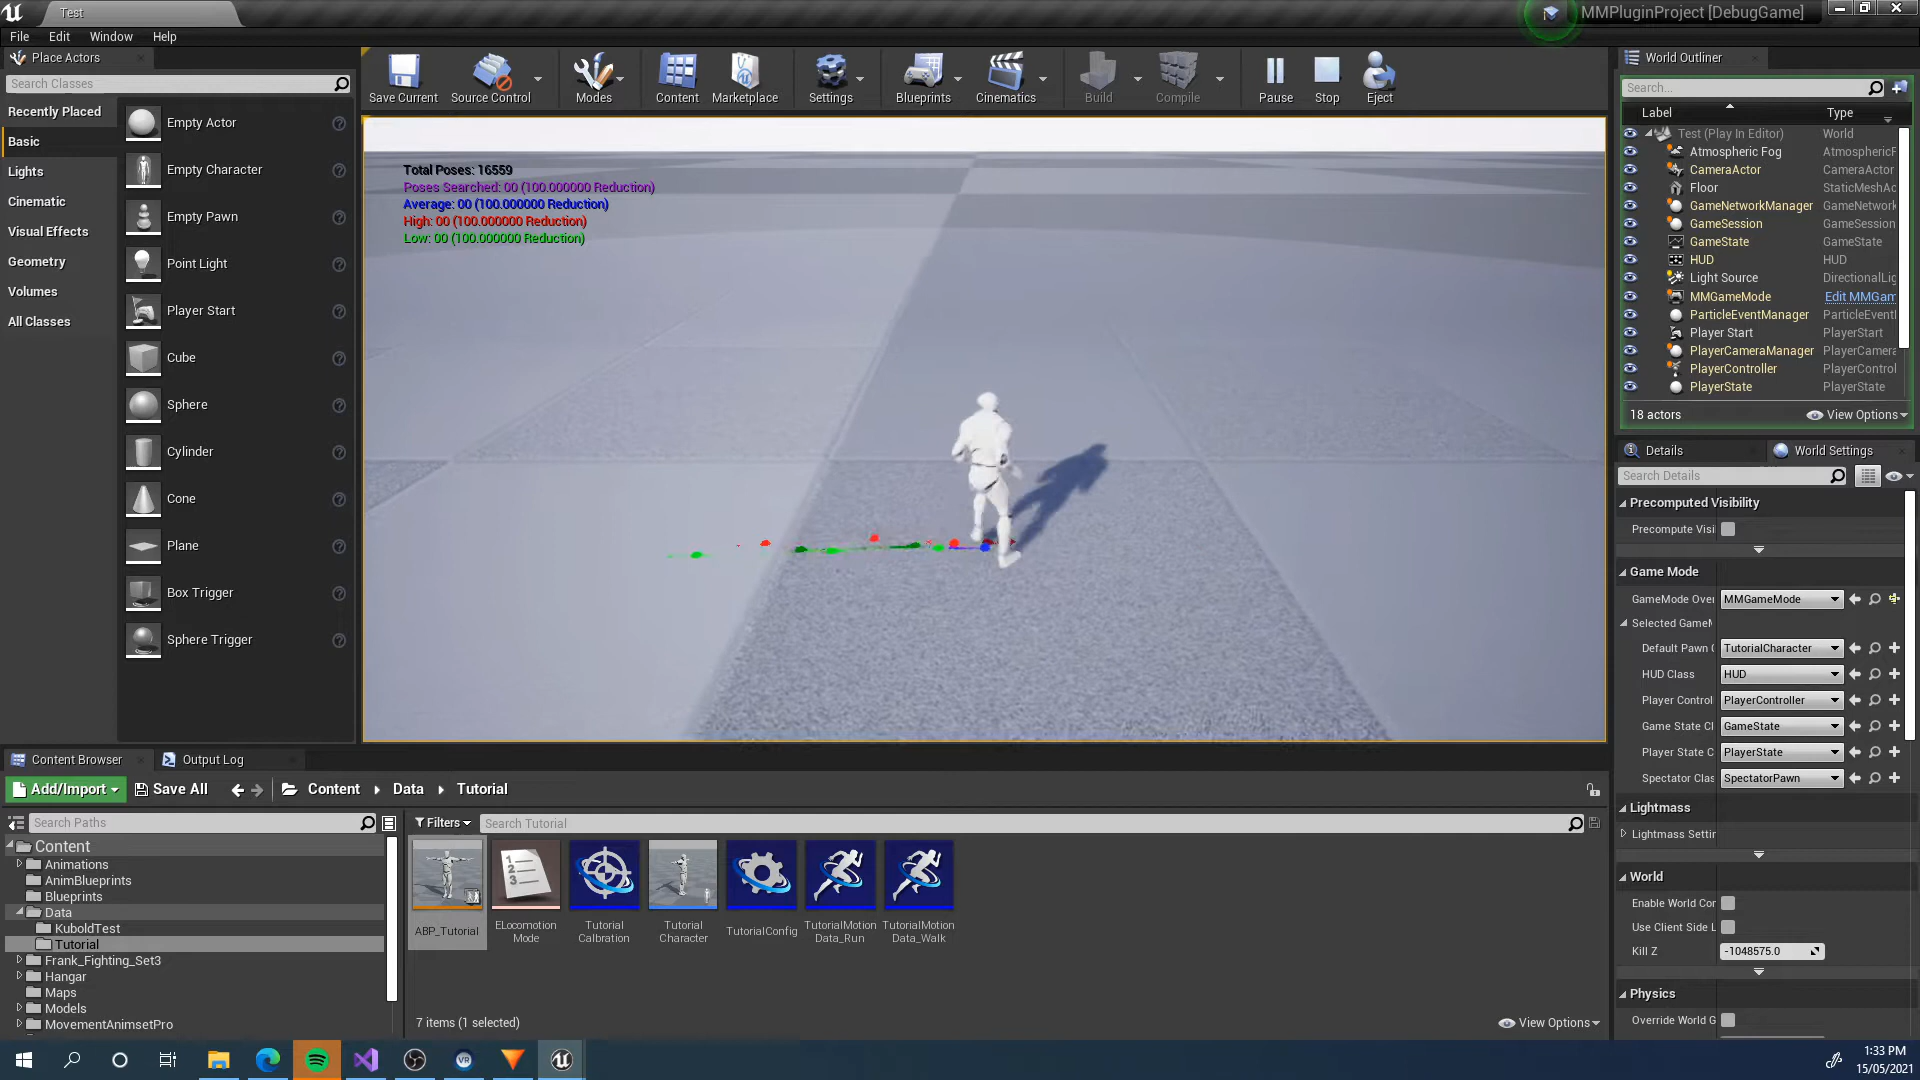 Test
MMPluginProject [DebugGame]
File Edit Window Help
Place Actors
Search Classes
Recently Placed
Basic
Lights
Cinematic
Visual Effects
Geometry
Volumes
All Classes
Empty Actor
Empty Character
Empty Pawn
Point Light
Player Start
Cube
Sphere
Cylinder
Cone
Plane
Box Trigger
Sphere Trigger
Save Current Source Control Modes Content Marketplace Settings Blueprints Cinematics Build Compile Pause Stop Eject
Total Poses: 16559
Poses Searched: 00 (100.000000 Reduction)
Average: 00 (100.000000 Reduction)
High: 00 (100.000000 Reduction)
Low: 00 (100.000000 Reduction)
World Outliner
Search...
Label Type
Test (Play In Editor) World
Atmospheric Fog AtmosphericF
CameraActor CameraActor
Floor StaticMeshAc
GameNetworkManager GameNetwork
GameSession GameSession
GameState GameState
HUD HUD
Light Source DirectionalLig
MMGameMode Edit MMGam
ParticleEventManager ParticleEventI
Player Start PlayerStart
PlayerCameraManager PlayerCamera
PlayerController PlayerControl
PlayerState PlayerState
18 actors View Options
Details World Settings
Search Details
Precomputed Visibility
Precompute Visi
Game Mode
GameMode Over MMGameMode
Selected GameM
Default Pawn C TutorialCharacter
HUD Class HUD
Player Control PlayerController
Game State Cl GameState
Player State C PlayerState
Spectator Clas SpectatorPawn
Lightmass
Lightmass Settin
World
Enable World Cor
Use Client Side L
Kill Z -1048575.0
Physics
Override World G
Content Browser Output Log
Add/Import Save All Content Data Tutorial
Search Paths
Filters Search Tutorial
Content
Animations
AnimBlueprints
Blueprints
Data
KuboldTest
Tutorial
Frank_Fighting_Set3
Hangar
Maps
Models
MovementAnimsetPro
ABP_Tutorial
ELocomotion
Mode
Tutorial
Calbration
Tutorial
Character
TutorialConfig
TutorialMotion
Data_Run
TutorialMotion
Data_Walk
7 items (1 selected) View Options
1:33 PM
15/05/2021